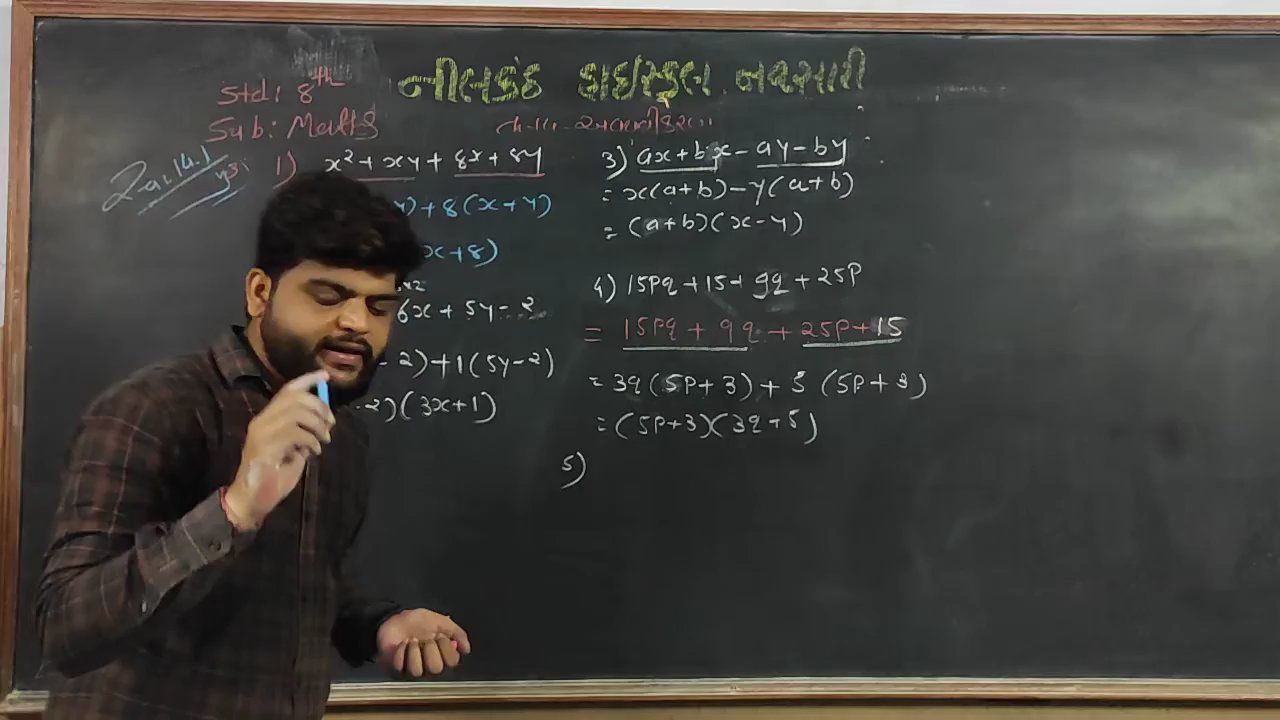 નીલકંઠ હાઇસ્કુલ નવસારી
Std: 8th
Sub: Maths
1) x² + xy + 8x + 8y
y) + 8(x+y)
x+8)
6x + 5y - 2
- 2) + 1(5y-2)
-2)(3x+1)
3) ax+bx - ay - by
= x(a+b) - y(a+b)
= (a+b)(x-y)
4) 15pq + 15 + 9q + 25p
= 15pq + 9q + 25p + 15
= 3q(5p+3) + 5(5p+3)
= (5p+3)(3q+5)
5)